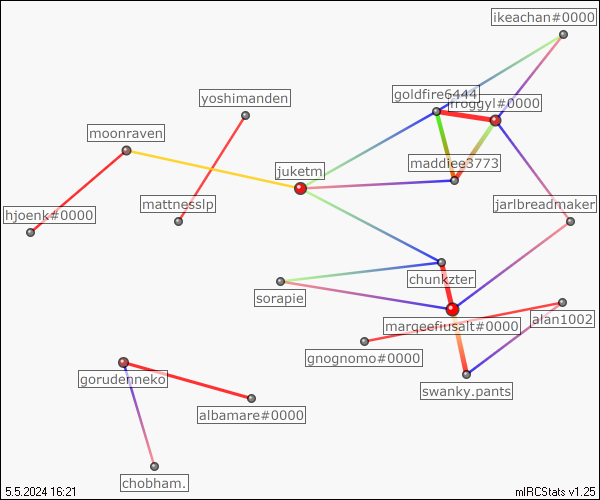 ikeachan#0000
goldfire6444
froggyl#0000
yoshimanden
moonraven
maddiee3773
juketm
mattnesslp
jarlbreadmaker
hjoenk#0000
chunkzter
sorapie
alan1002
marqeefiusalt#0000
gnognomo#0000
gorudenneko
swanky.pants
albamare#0000
chobham.
5.5.2024 16:21
mIRCStats v1.25